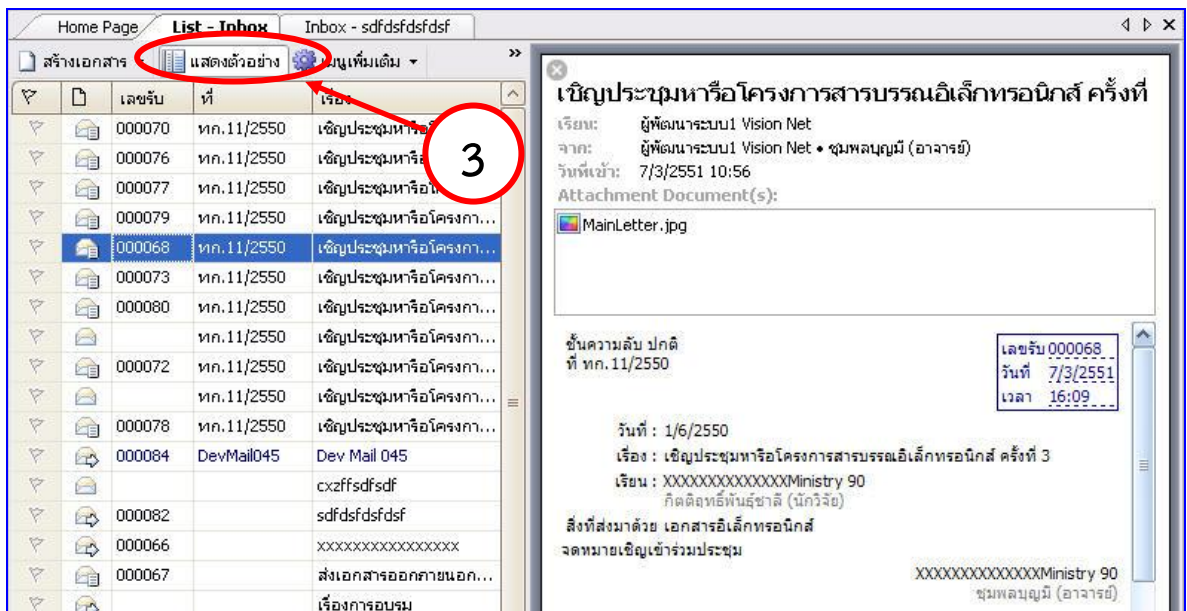 Home Page List - Inbox Inbox - sdfdsfdsfdsf
สร้างเอกสาร แสดงตัวอย่าง เมนูเพิ่มเติม »
เลขรับ ที่ เรื่อง
000070 ทก.11/2550 เชิญประชุมหารือ
000076 ทก.11/2550 เชิญประชุมหารือ
000077 ทก.11/2550 เชิญประชุมหารือ
000079 ทก.11/2550 เชิญประชุมหารือโครงกา...
000068 ทก.11/2550 เชิญประชุมหารือโครงกา...
000073 ทก.11/2550 เชิญประชุมหารือโครงกา...
000080 ทก.11/2550 เชิญประชุมหารือโครงกา...
ทก.11/2550 เชิญประชุมหารือโครงกา...
000072 ทก.11/2550 เชิญประชุมหารือโครงกา...
ทก.11/2550 เชิญประชุมหารือโครงกา...
000078 ทก.11/2550 เชิญประชุมหารือโครงกา...
000084 DevMail045 Dev Mail 045
cxzffsdfsdf
000082 sdfdsfdsfdsf
000066 xxxxxxxxxxxxxxxx
000067 ส่งเอกสารออกภายนอก...
เรื่องการอบรม
3
เชิญประชุมหารือโครงการสารบรรณอิเล็กทรอนิกส์ ครั้งที่
เรียน: ผู้พัฒนาระบบ1 Vision Net
จาก: ผู้พัฒนาระบบ1 Vision Net • ชุมพลบุญมี (อาจารย์)
วันที่เข้า: 7/3/2551 10:56
Attachment Document(s):
MainLetter.jpg
ชั้นความลับ ปกติ
ที่ ทก.11/2550
เลขรับ 000068
วันที่ 7/3/2551
เวลา 16:09
วันที่ : 1/6/2550
เรื่อง : เชิญประชุมหารือโครงการสารบรรณอิเล็กทรอนิกส์ ครั้งที่ 3
เรียน : XXXXXXXXXXXXXXMinistry 90
กิตติฤทธิ์พันธุ์ชาลี (นักวิจัย)
สิ่งที่ส่งมาด้วย เอกสารอิเล็กทรอนิกส์
จดหมายเชิญเข้าร่วมประชุม
XXXXXXXXXXXXXXMinistry 90
ชุมพลบุญมี (อาจารย์)